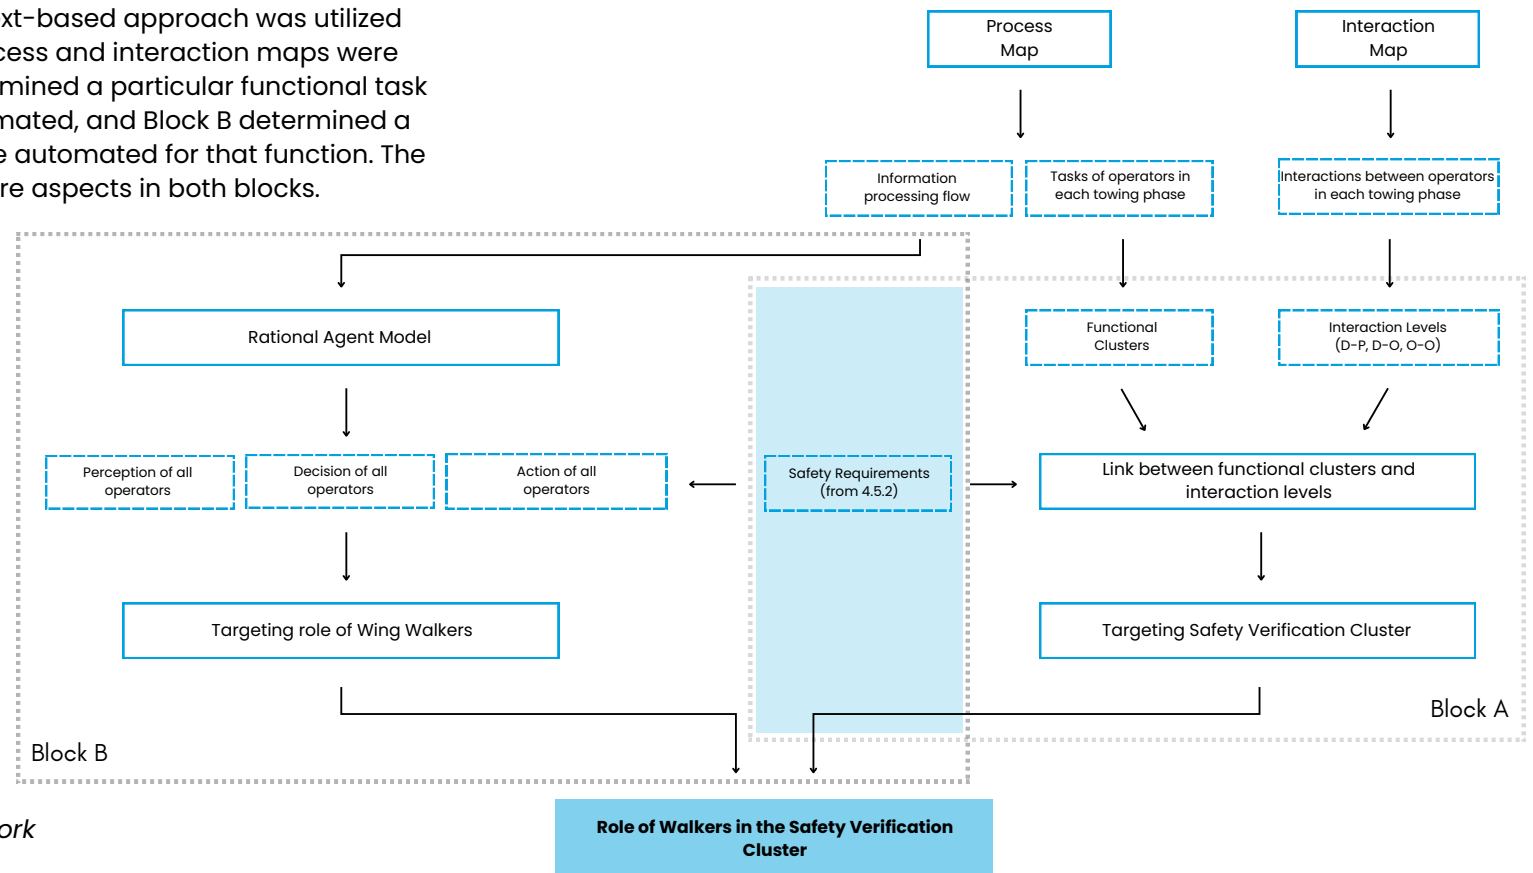 ext-based approach was utilized
cess and interaction maps were
mined a particular functional task
mated, and Block B determined a
e automated for that function. The
re aspects in both blocks.
Process
Map
Interaction
Map
Information
processing flow
Tasks of operators in
each towing phase
Interactions between operators
in each towing phase
Rational Agent Model
Functional
Clusters
Interaction Levels
(D-P, D-O, O-O)
Perception of all
operators
Decision of all
operators
Action of all
operators
Safety Requirements
(from 4.5.2)
Link between functional clusters and
interaction levels
Targeting role of Wing Walkers
Targeting Safety Verification Cluster
Block A
Block B
ork
Role of Walkers in the Safety Verification
Cluster